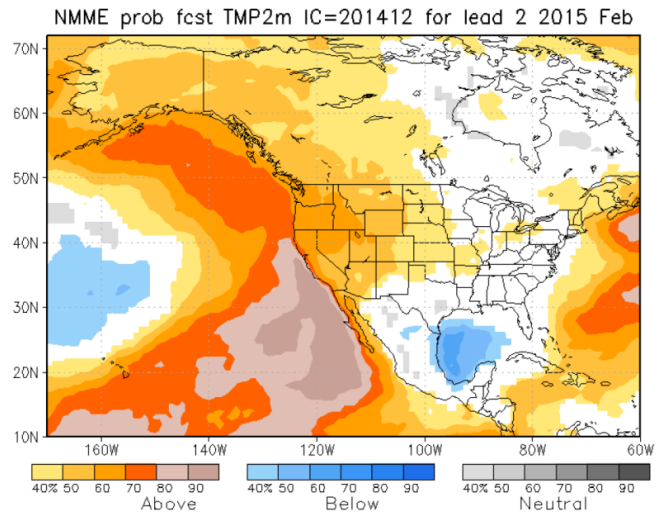 NMME prob fcst TMP2m IC=201412 for lead 2 2015 Feb
70N
60N
50N
40N
30N
20N
10N
160W 140W 120W 100W 80W 60W
40% 50 60 70 80 90 40% 50 60 70 80 90 40% 50 60 70 80 90
Above Below Neutral